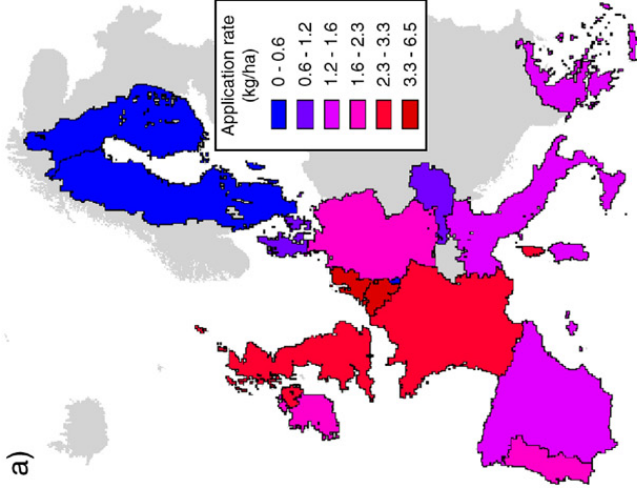 a)
Application rate
(kg/ha)
0 - 0.6
0.6 - 1.2
1.2 - 1.6
1.6 - 2.3
2.3 - 3.3
3.3 - 6.5